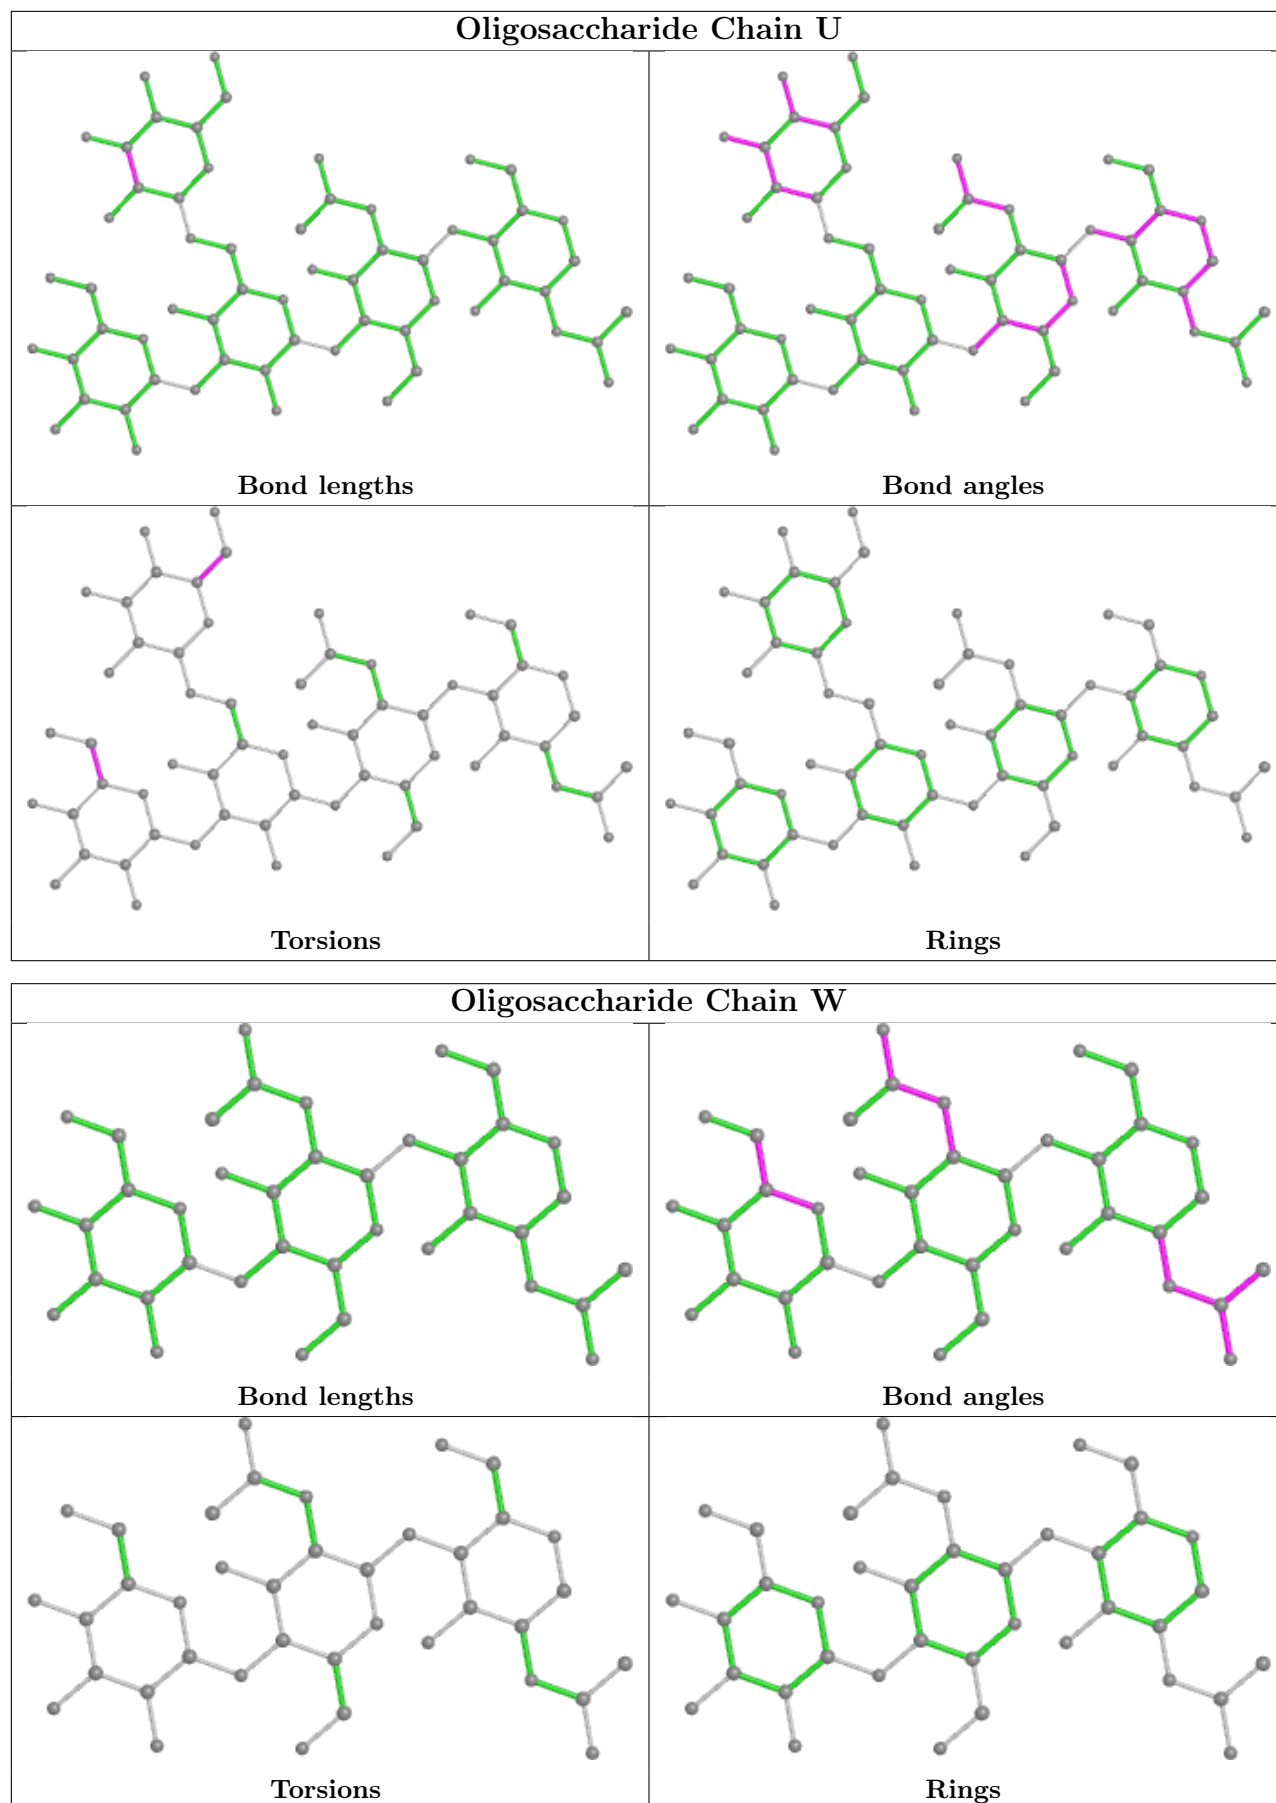 Oligosaccharide Chain U
Bond lengths
Bond angles
Torsions
Rings
Oligosaccharide Chain W
Bond lengths
Bond angles
Torsions
Rings